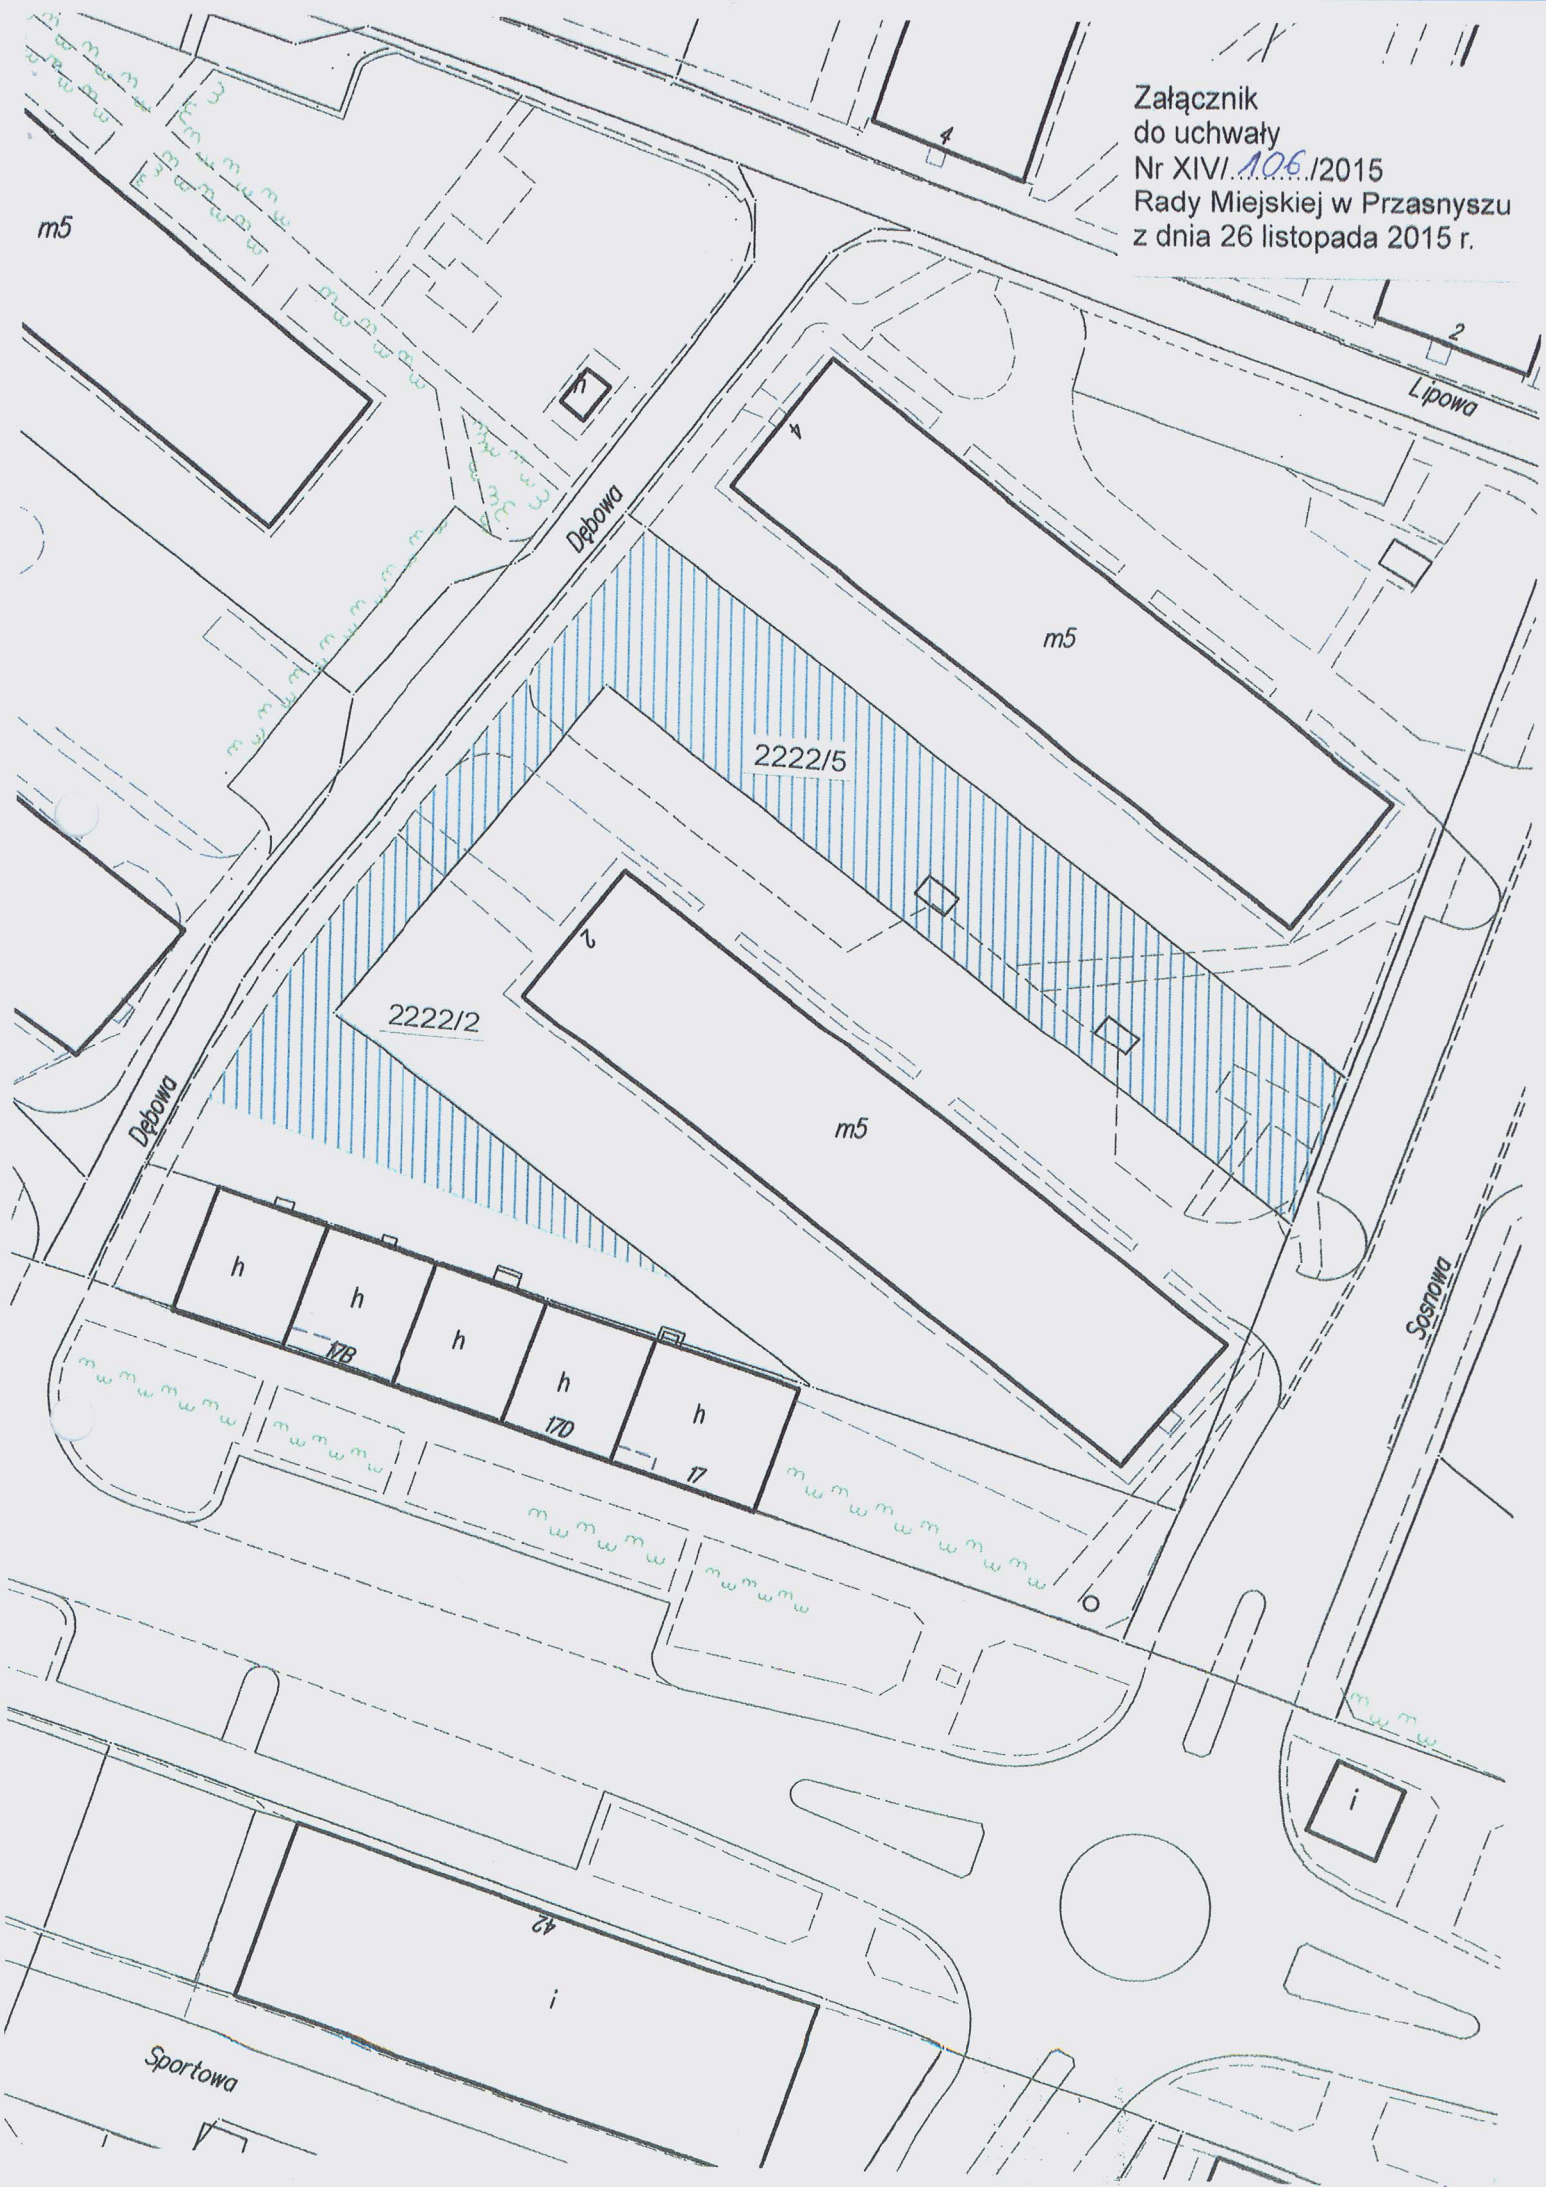 Załącznik
do uchwały
Nr XIV/.106./2015
Rady Miejskiej w Przasnyszu
z dnia 26 listopada 2015 r.
4
m5
2
Lipowa
4
Dębowa
m5
2222/5
2
2222/2
Dębowa
m5
h
h
h
h
h
17B
17D
17
Sosnowa
i
42
i
Sportowa